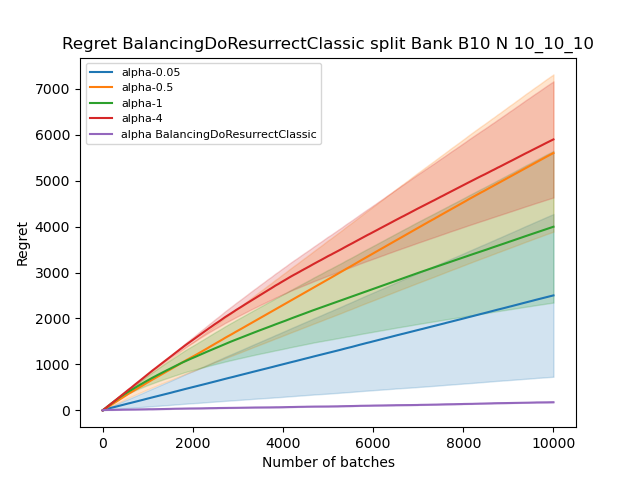 Regret BalancingDoResurrectClassic split Bank B10 N 10_10_10
alpha-0.05
alpha-0.5
alpha-1
alpha-4
alpha BalancingDoResurrectClassic
7000
6000
5000
4000
3000
2000
1000
0
Regret
0 2000 4000 6000 8000 10000
Number of batches